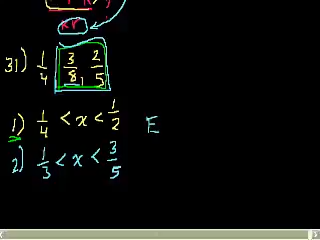 31) 1/4 3/8, 2/5
1) 1/4 < x < 1/2 E
2) 1/3 < x < 3/5